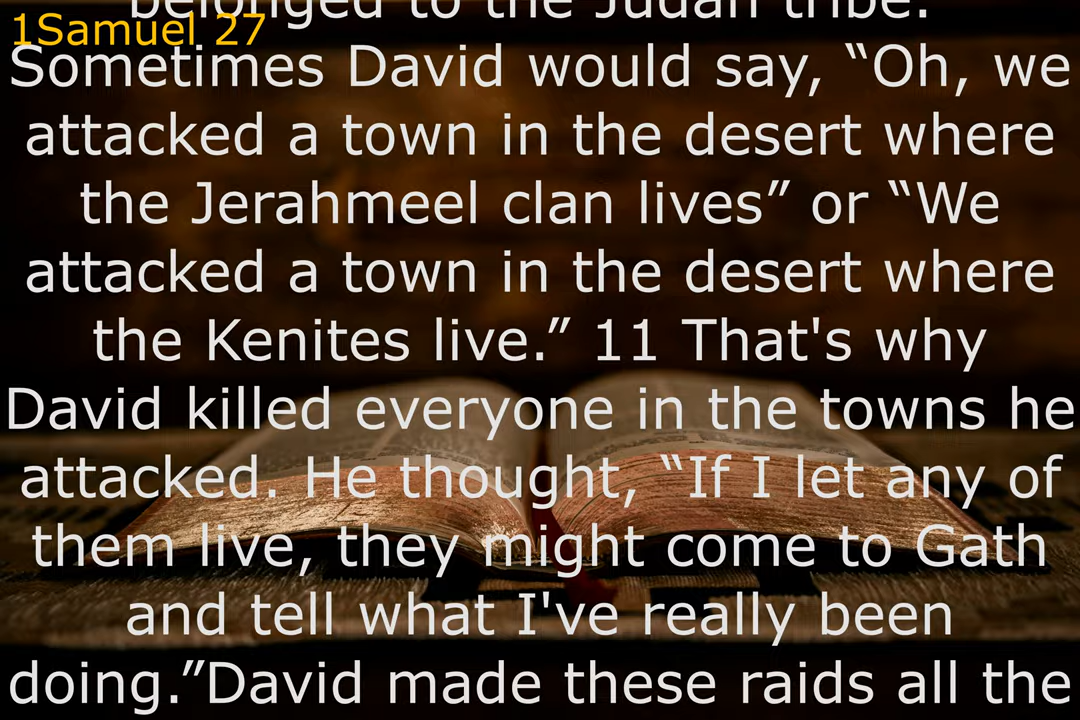 belonged to the Judah tribe.
1Samuel 27
Sometimes David would say, “Oh, we
attacked a town in the desert where
the Jerahmeel clan lives” or “We
attacked a town in the desert where
the Kenites live.” 11 That's why
David killed everyone in the towns he
attacked. He thought, “If I let any of
them live, they might come to Gath
and tell what I've really been
doing.”David made these raids all the